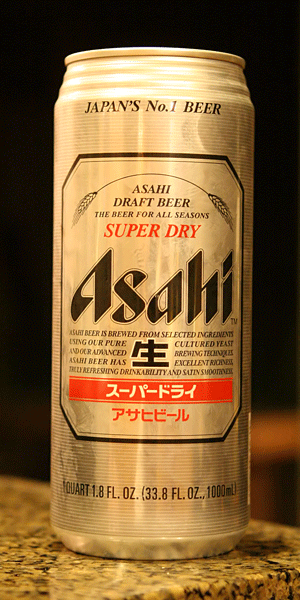 JAPAN'S No.1 BEER
ASAHI
DRAFT BEER
THE BEER FOR ALL SEASONS
SUPER DRY
Asahi
TM
ASAHI BEER IS BREWED FROM SELECTED INGREDIENTS
USING OUR PURE 生 CULTURED YEAST
AND OUR ADVANCED BREWING TECHNIQUES.
ASAHI BEER HAS EXCELLENT RICHNESS,
TRULY REFRESHING DRINKABILITY AND SATIN SMOOTHNESS.
スーパードライ
アサヒビール
1 QUART 1.8 FL. OZ. (33.8 FL. OZ., 1000mL)